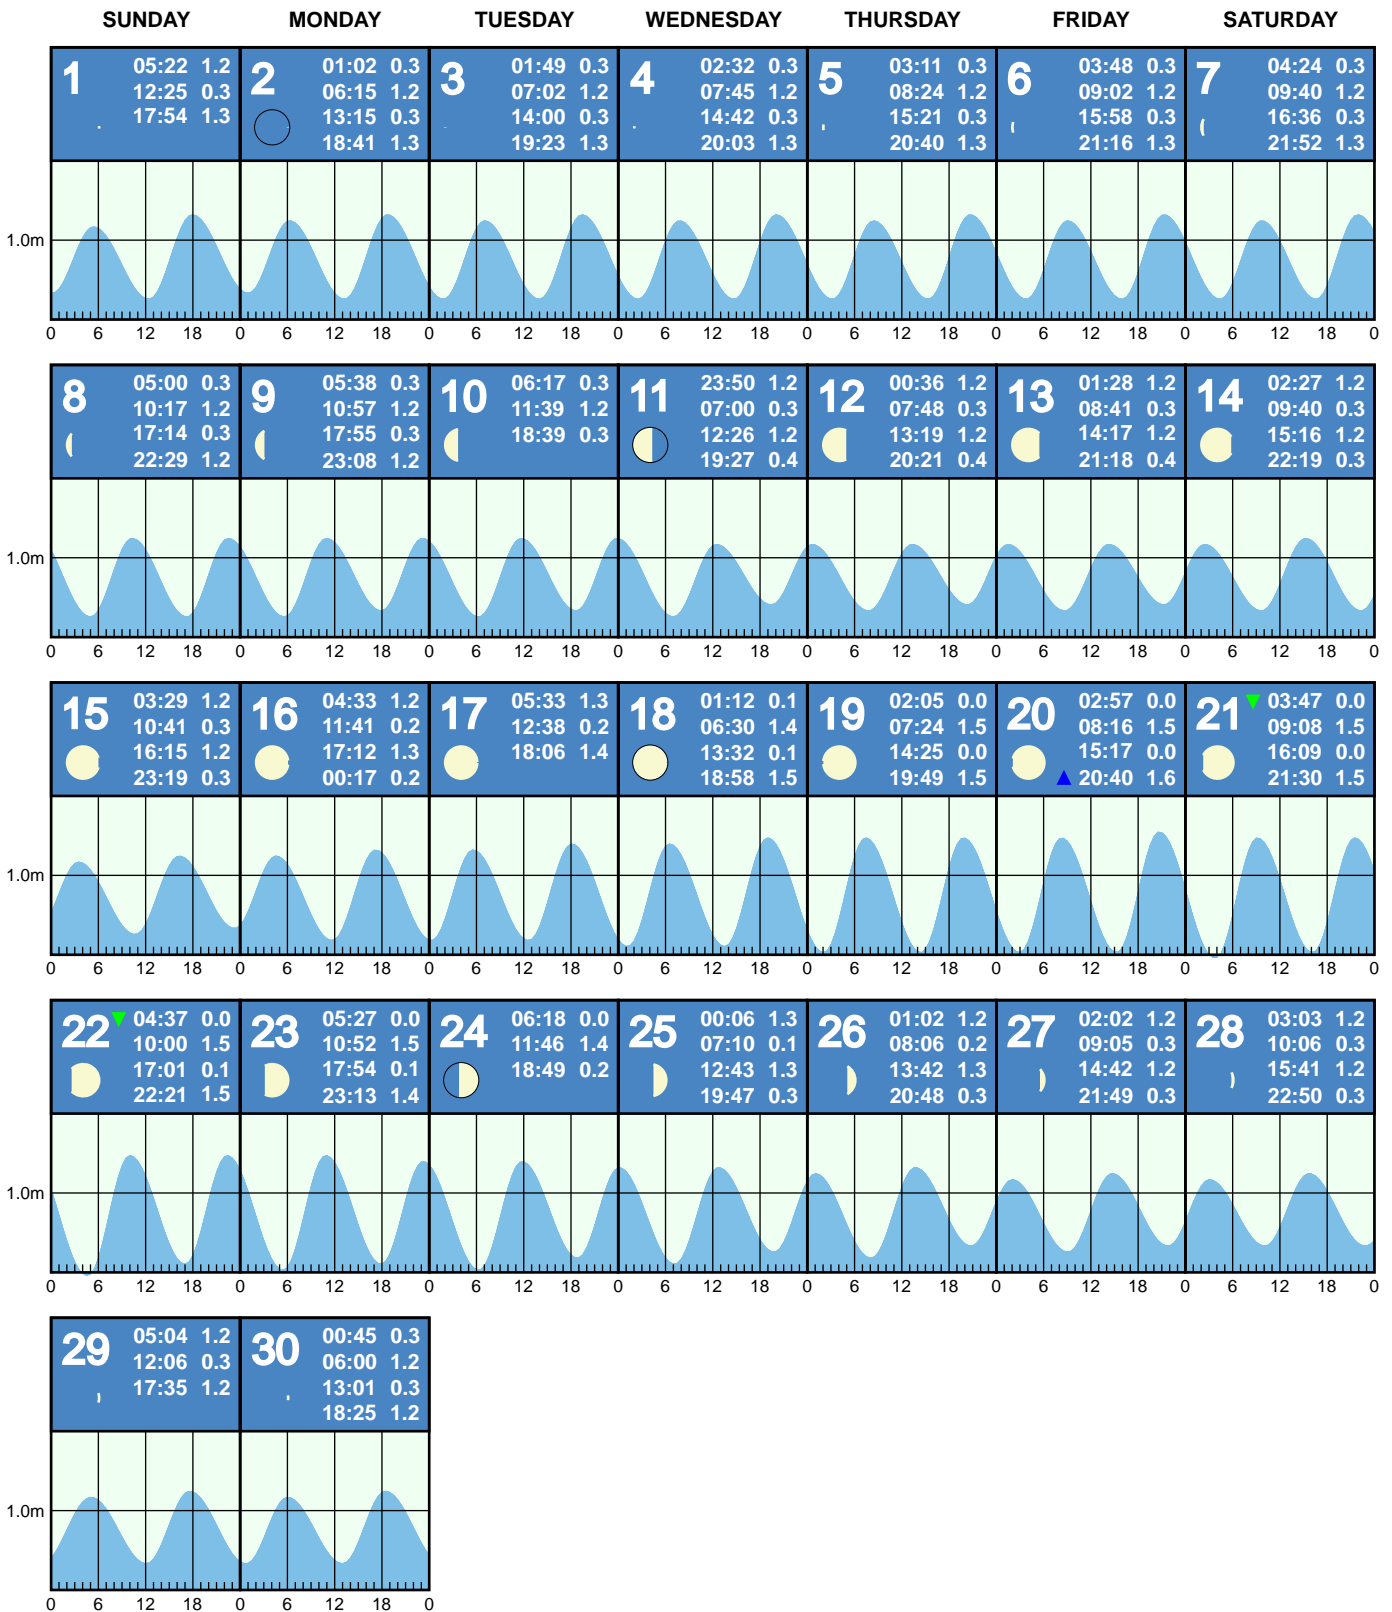 SUNDAY MONDAY TUESDAY WEDNESDAY THURSDAY FRIDAY SATURDAY
1 05:22 1.2
12:25 0.3
17:54 1.3
2 01:02 0.3
06:15 1.2
13:15 0.3
18:41 1.3
3 01:49 0.3
07:02 1.2
14:00 0.3
19:23 1.3
4 02:32 0.3
07:45 1.2
14:42 0.3
20:03 1.3
5 03:11 0.3
08:24 1.2
15:21 0.3
20:40 1.3
6 03:48 0.3
09:02 1.2
15:58 0.3
21:16 1.3
7 04:24 0.3
09:40 1.2
16:36 0.3
21:52 1.3
1.0m
0 6 12 18 0 6 12 18 0 6 12 18 0 6 12 18 0 6 12 18 0 6 12 18 0 6 12 18 0
8 05:00 0.3
10:17 1.2
17:14 0.3
22:29 1.2
9 05:38 0.3
10:57 1.2
17:55 0.3
23:08 1.2
10 06:17 0.3
11:39 1.2
18:39 0.3
11 23:50 1.2
07:00 0.3
12:26 1.2
19:27 0.4
12 00:36 1.2
07:48 0.3
13:19 1.2
20:21 0.4
13 01:28 1.2
08:41 0.3
14:17 1.2
21:18 0.4
14 02:27 1.2
09:40 0.3
15:16 1.2
22:19 0.3
1.0m
0 6 12 18 0 6 12 18 0 6 12 18 0 6 12 18 0 6 12 18 0 6 12 18 0 6 12 18 0
15 03:29 1.2
10:41 0.3
16:15 1.2
23:19 0.3
16 04:33 1.2
11:41 0.2
17:12 1.3
00:17 0.2
17 05:33 1.3
12:38 0.2
18:06 1.4
18 01:12 0.1
06:30 1.4
13:32 0.1
18:58 1.5
19 02:05 0.0
07:24 1.5
14:25 0.0
19:49 1.5
20 02:57 0.0
08:16 1.5
15:17 0.0
20:40 1.6
21 03:47 0.0
09:08 1.5
16:09 0.0
21:30 1.5
1.0m
0 6 12 18 0 6 12 18 0 6 12 18 0 6 12 18 0 6 12 18 0 6 12 18 0 6 12 18 0
22 04:37 0.0
10:00 1.5
17:01 0.1
22:21 1.5
23 05:27 0.0
10:52 1.5
17:54 0.1
23:13 1.4
24 06:18 0.0
11:46 1.4
18:49 0.2
25 00:06 1.3
07:10 0.1
12:43 1.3
19:47 0.3
26 01:02 1.2
08:06 0.2
13:42 1.3
20:48 0.3
27 02:02 1.2
09:05 0.3
14:42 1.2
21:49 0.3
28 03:03 1.2
10:06 0.3
15:41 1.2
22:50 0.3
1.0m
0 6 12 18 0 6 12 18 0 6 12 18 0 6 12 18 0 6 12 18 0 6 12 18 0 6 12 18 0
29 05:04 1.2
12:06 0.3
17:35 1.2
30 00:45 0.3
06:00 1.2
13:01 0.3
18:25 1.2
1.0m
0 6 12 18 0 6 12 18 0